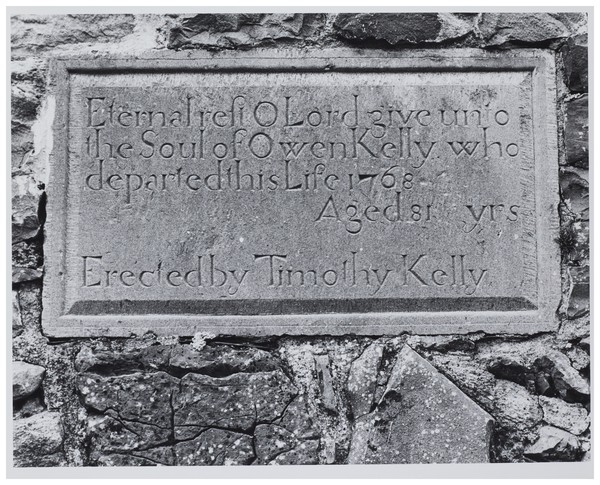 Eternal rest O Lord give unto
the Soul of Owen Kelly who
departed this Life 1768
Aged 81 yrs
Erected by Timothy Kelly